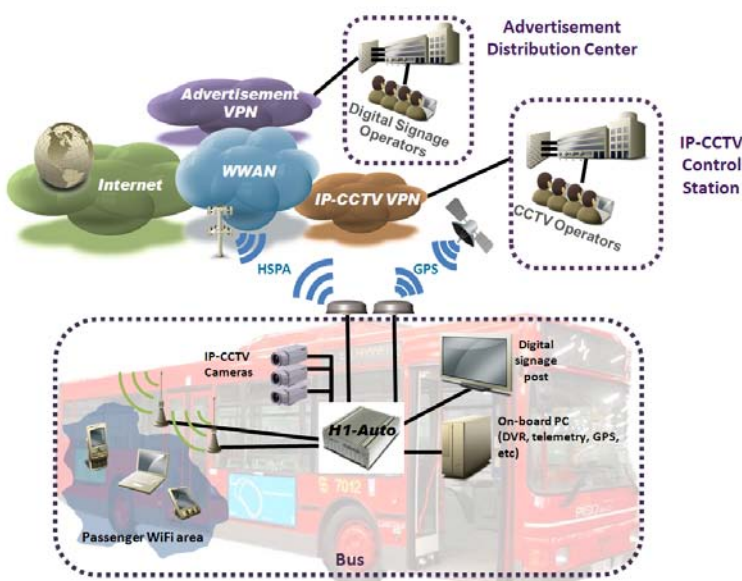 Advertisement
Distribution Center
Advertisement
VPN
Digital Signage
Operators
IP-CCTV
Control
Station
Internet
WWAN
IP-CCTV VPN
CCTV Operators
HSPA
GPS
IP-CCTV
Cameras
Digital
signage
post
H1-Auto
On-board PC
(DVR, telemetry, GPS,
etc)
7012
Passenger WiFi area
Bus